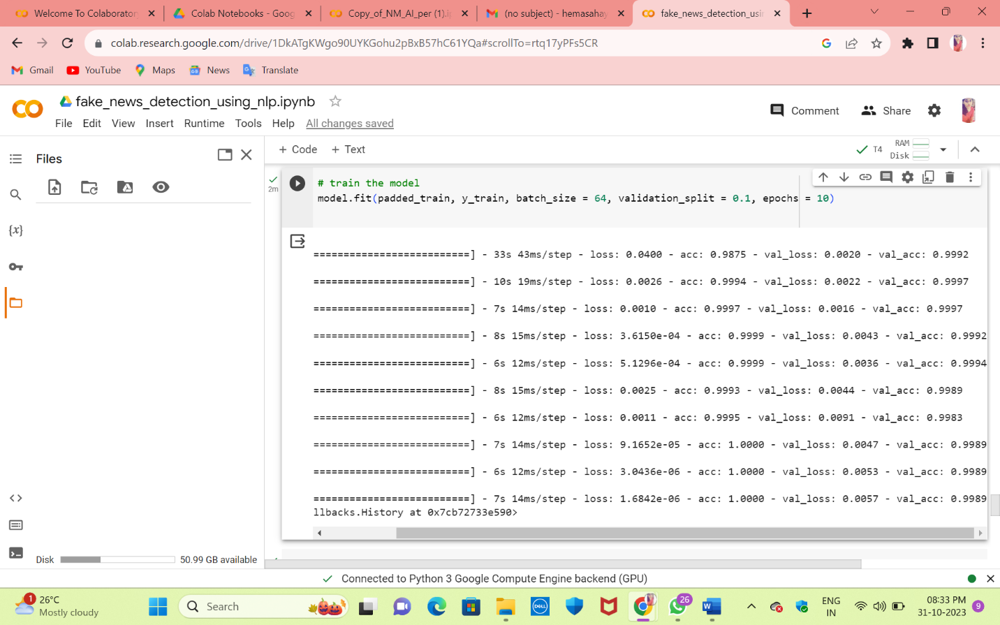 Welcome To Colaborator
Colab Notebooks - Goog
Copy_of_NM_AI_per (1).i
(no subject) - hemasahay
fake_news_detection_usin
colab.research.google.com/drive/1DkATgKWgo90UYKGohu2pBxB57hC61YQa#scrollTo=rtq17yPFs5CR
Gmail YouTube Maps News Translate
fake_news_detection_using_nlp.ipynb
Comment Share
File Edit View Insert Runtime Tools Help All changes saved
Files
+ Code + Text
T4 RAM
Disk
2m
# train the model
model.fit(padded_train, y_train, batch_size = 64, validation_split = 0.1, epochs = 10)
{x}
==========================] - 33s 43ms/step - loss: 0.0400 - acc: 0.9875 - val_loss: 0.0020 - val_acc: 0.9992
==========================] - 10s 19ms/step - loss: 0.0026 - acc: 0.9994 - val_loss: 0.0022 - val_acc: 0.9997
==========================] - 7s 14ms/step - loss: 0.0010 - acc: 0.9997 - val_loss: 0.0016 - val_acc: 0.9997
==========================] - 8s 15ms/step - loss: 3.6150e-04 - acc: 0.9999 - val_loss: 0.0043 - val_acc: 0.9992
==========================] - 6s 12ms/step - loss: 5.1296e-04 - acc: 0.9999 - val_loss: 0.0036 - val_acc: 0.9994
==========================] - 8s 15ms/step - loss: 0.0025 - acc: 0.9993 - val_loss: 0.0044 - val_acc: 0.9989
==========================] - 6s 12ms/step - loss: 0.0011 - acc: 0.9995 - val_loss: 0.0091 - val_acc: 0.9983
==========================] - 7s 14ms/step - loss: 9.1652e-05 - acc: 1.0000 - val_loss: 0.0047 - val_acc: 0.9989
==========================] - 6s 12ms/step - loss: 3.0436e-06 - acc: 1.0000 - val_loss: 0.0053 - val_acc: 0.9989
==========================] - 7s 14ms/step - loss: 1.6842e-06 - acc: 1.0000 - val_loss: 0.0057 - val_acc: 0.9989
llbacks.History at 0x7cb72733e590>
Disk 50.99 GB available
Connected to Python 3 Google Compute Engine backend (GPU)
1
26°C
Mostly cloudy
Search
DELL
26
ENG
IN
08:33 PM
31-10-2023
9